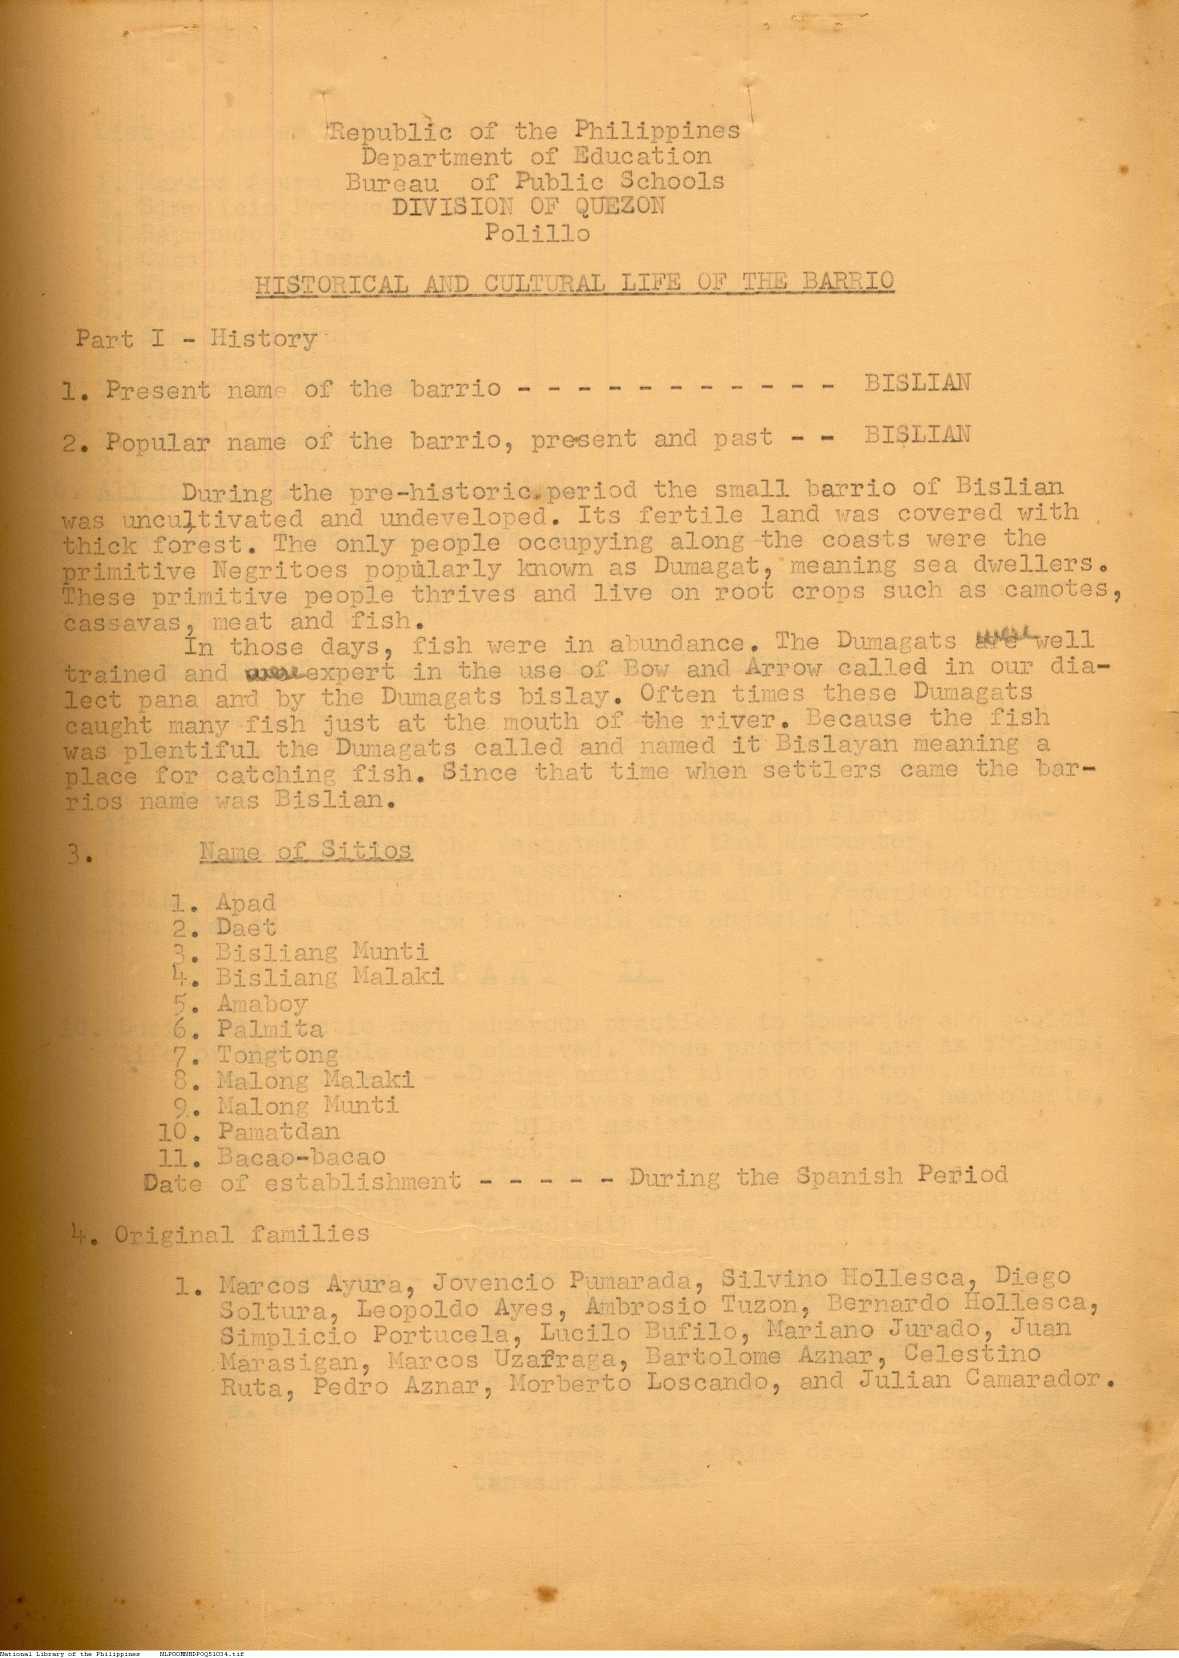 Republic of the Philippines
Department of Education
Bureau of Public Schools
DIVISION OF QUEZON
Polillo
HISTORICAL AND CULTURAL LIFE OF THE BARRIO
Part I - History
1. Present name of the barrio - - - - - - - - - - - BISLIAN
2. Popular name of the barrio, present and past - - BISLIAN
During the pre-historic period the small barrio of Bislian
was uncultivated and undeveloped. Its fertile land was covered with
thick forest. The only people occupying along the coasts were the
primitive Negritoes popularly known as Dumagat, meaning sea dwellers.
These primitive people thrives and live on root crops such as camotes,
cassavas, meat and fish.
In those days, fish were in abundance. The Dumagats were well
trained and were expert in the use of Bow and Arrow called in our dia-
lect pana and by the Dumagats bislay. Often times these Dumagats
caught many fish just at the mouth of the river. Because the fish
was plentiful the Dumagats called and named it Bislayan meaning a
place for catching fish. Since that time when settlers came the bar-
rios name was Bislian.
3. Name of Sitios
1. Apad
2. Daet
3. Bisliang Munti
4. Bisliang Malaki
5. Amaboy
6. Palmita
7. Tongtong
8. Malong Malaki
9. Malong Munti
10. Pamatdan
11. Bacao-bacao
Date of establishment - - - - - During the Spanish Period
4. Original families
1. Marcos Ayura, Jovencio Pumarada, Silvino Hollesca, Diego
Soltura, Leopoldo Ayes, Ambrosio Tuzon, Bernardo Hollesca,
Simplicio Portucela, Lucilo Bufilo, Mariano Jurado, Juan
Marasigan, Marcos Uzafraga, Bartolome Aznar, Celestino
Ruta, Pedro Aznar, Morberto Loscando, and Julian Camarador.
National Library of the Philippines NLPOOMNHDPOQ51034.tif